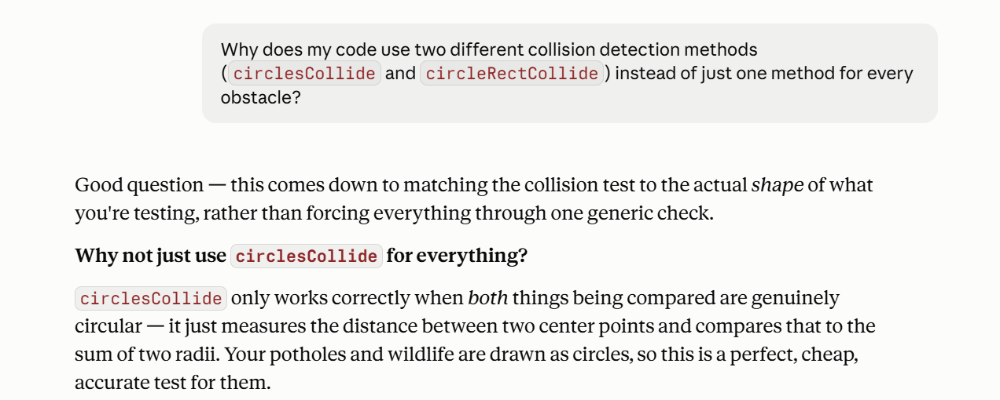 Why does my code use two different collision detection methods
(circlesCollide and circleRectCollide) instead of just one method for every
obstacle?
Good question — this comes down to matching the collision test to the actual shape of what
you're testing, rather than forcing everything through one generic check.
Why not just use circlesCollide for everything?
circlesCollide only works correctly when both things being compared are genuinely
circular — it just measures the distance between two center points and compares that to the
sum of two radii. Your potholes and wildlife are drawn as circles, so this is a perfect, cheap,
accurate test for them.